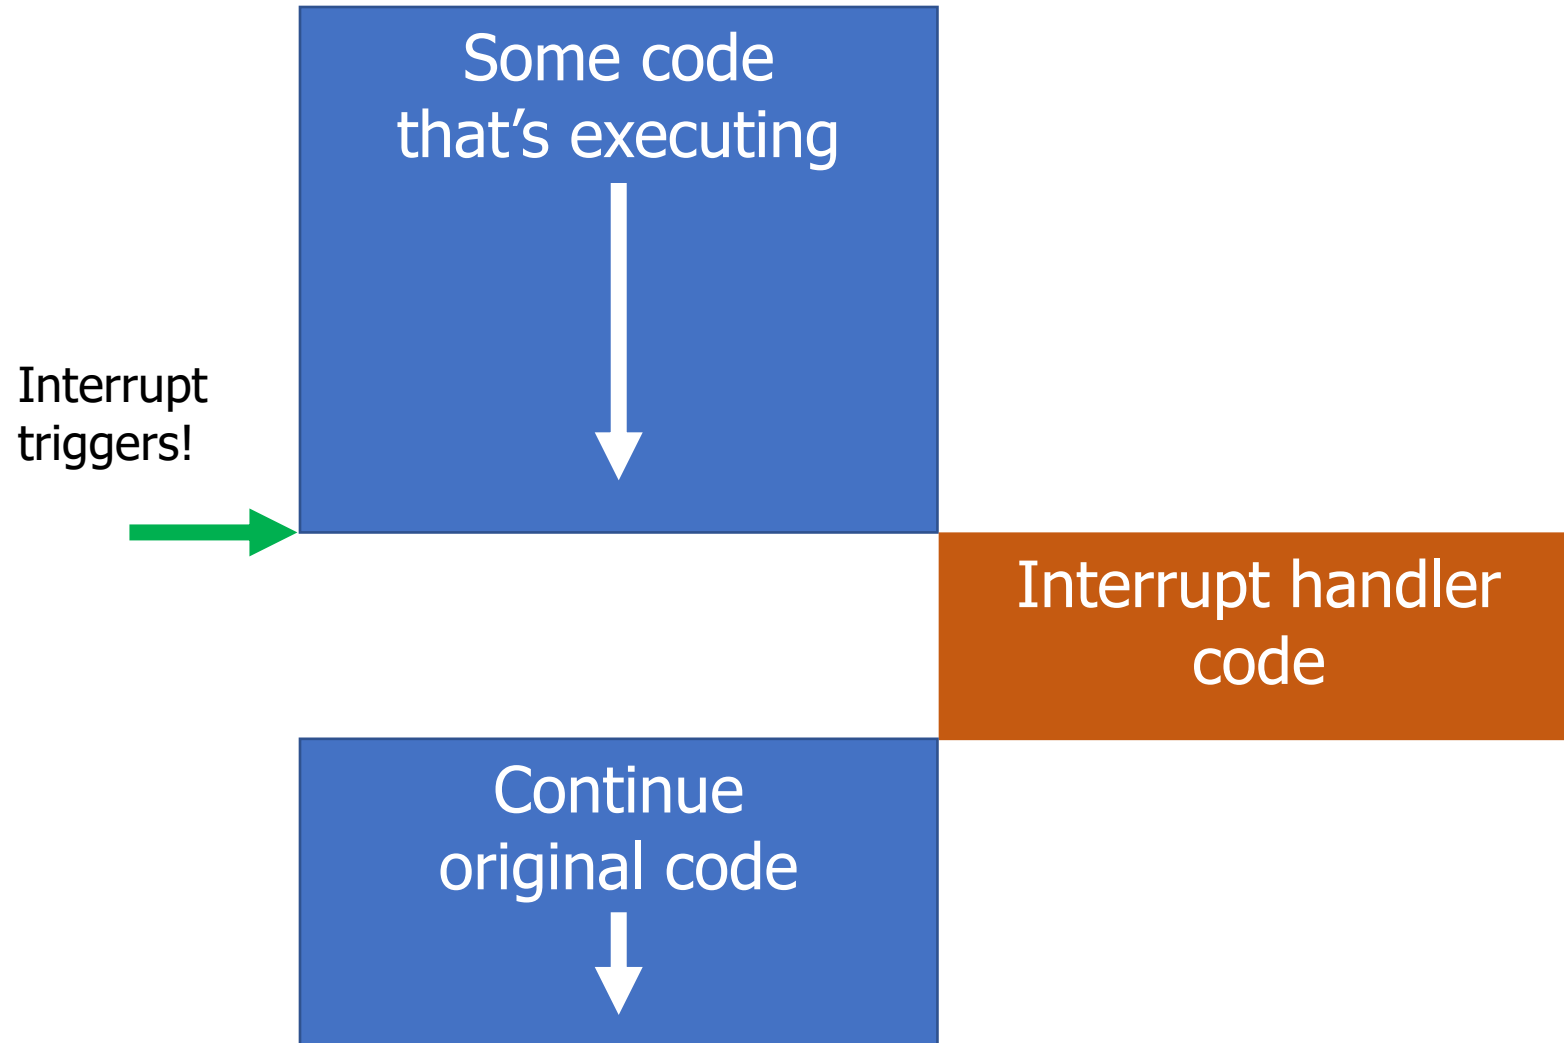 Some code
that’s executing
Interrupt
triggers!
Interrupt handler
code
Continue
original code